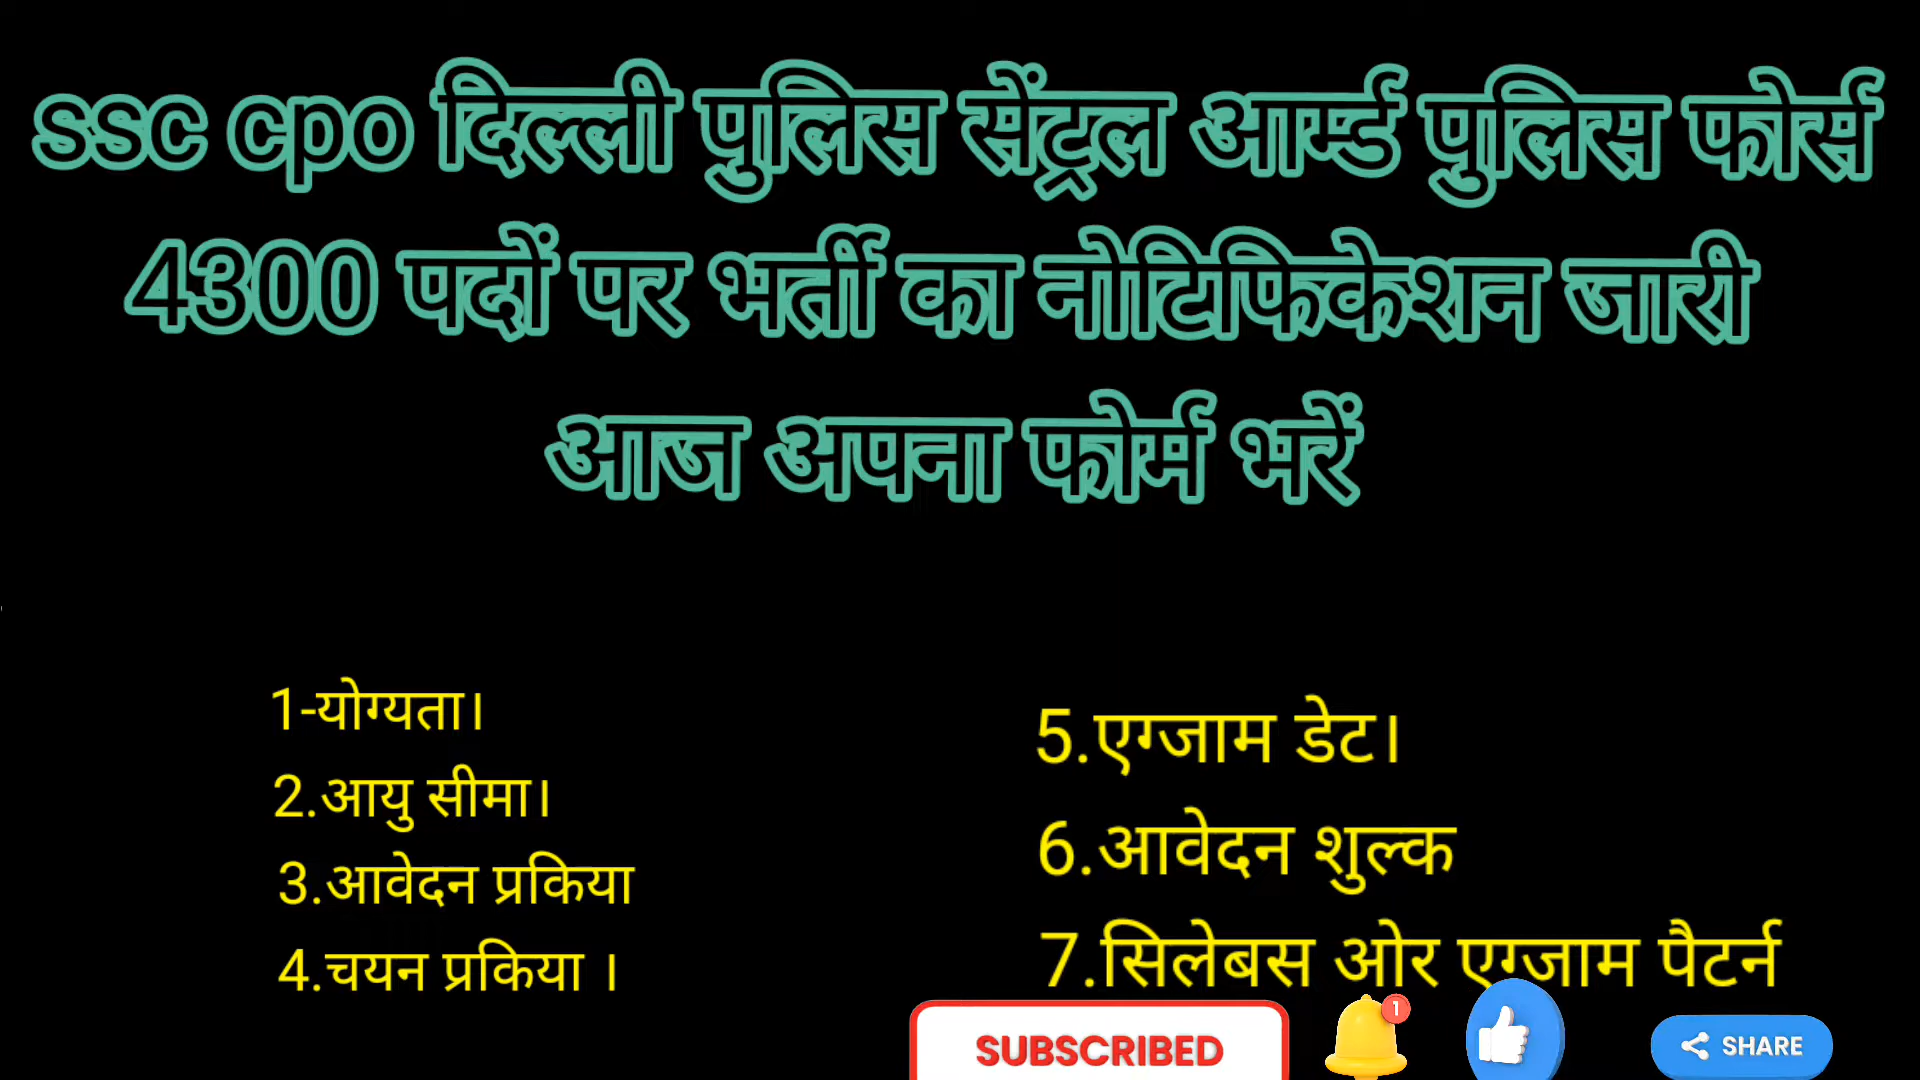 ssc cpo दिल्ली पुलिस सेंट्रल आर्म्ड पुलिस फोर्स
4300 पदों पर भर्ती का नोटिफिकेशन जारी
आज अपना फोर्म भरें
1-योग्यता।
2.आयु सीमा।
3.आवेदन प्रकिया
4.चयन प्रकिया ।
5.एग्जाम डेट।
6.आवेदन शुल्क
7.सिलेबस ओर एग्जाम पैटर्न
SUBSCRIBED
1
SHARE